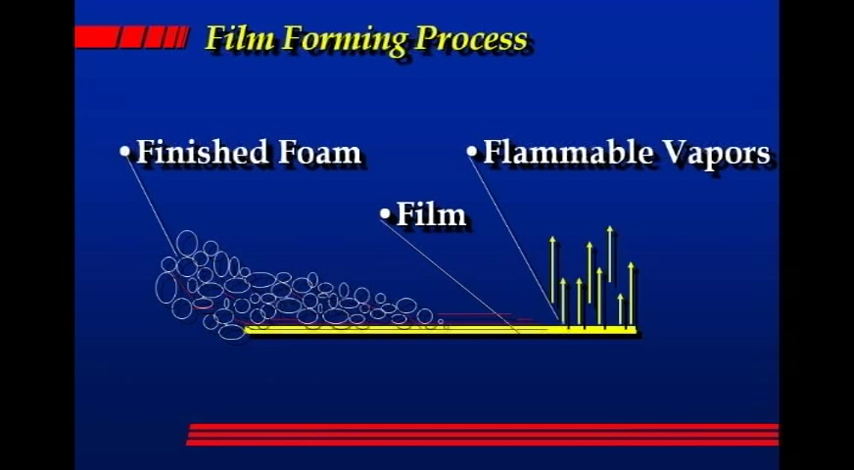 Film Forming Process
• Finished Foam
• Flammable Vapors
• Film